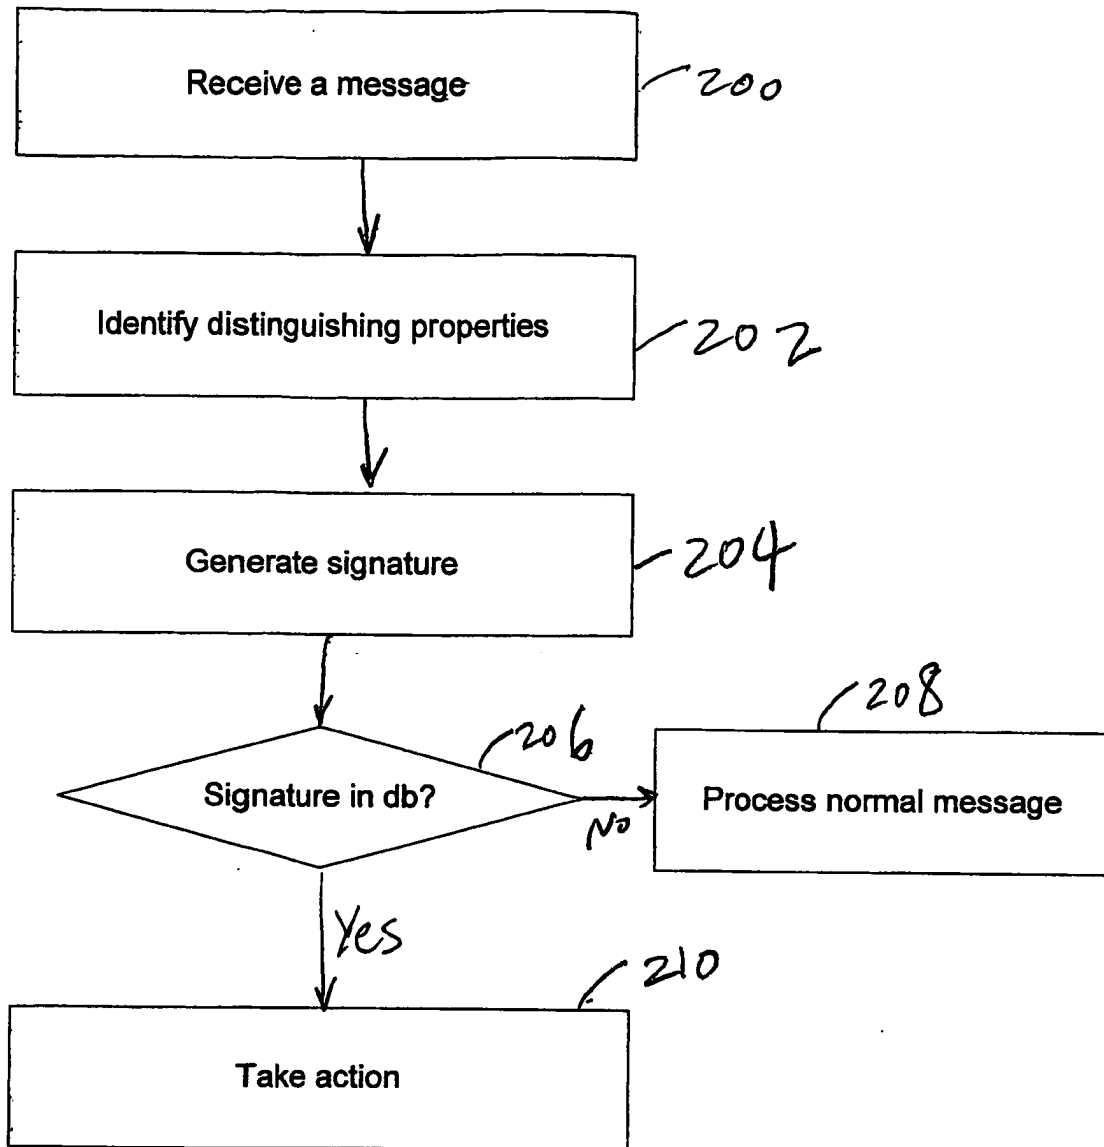 Receive a message
200
Identify distinguishing properties
202
Generate signature
204
206
208
Signature in db?
No
Process normal message
Yes
210
Take action